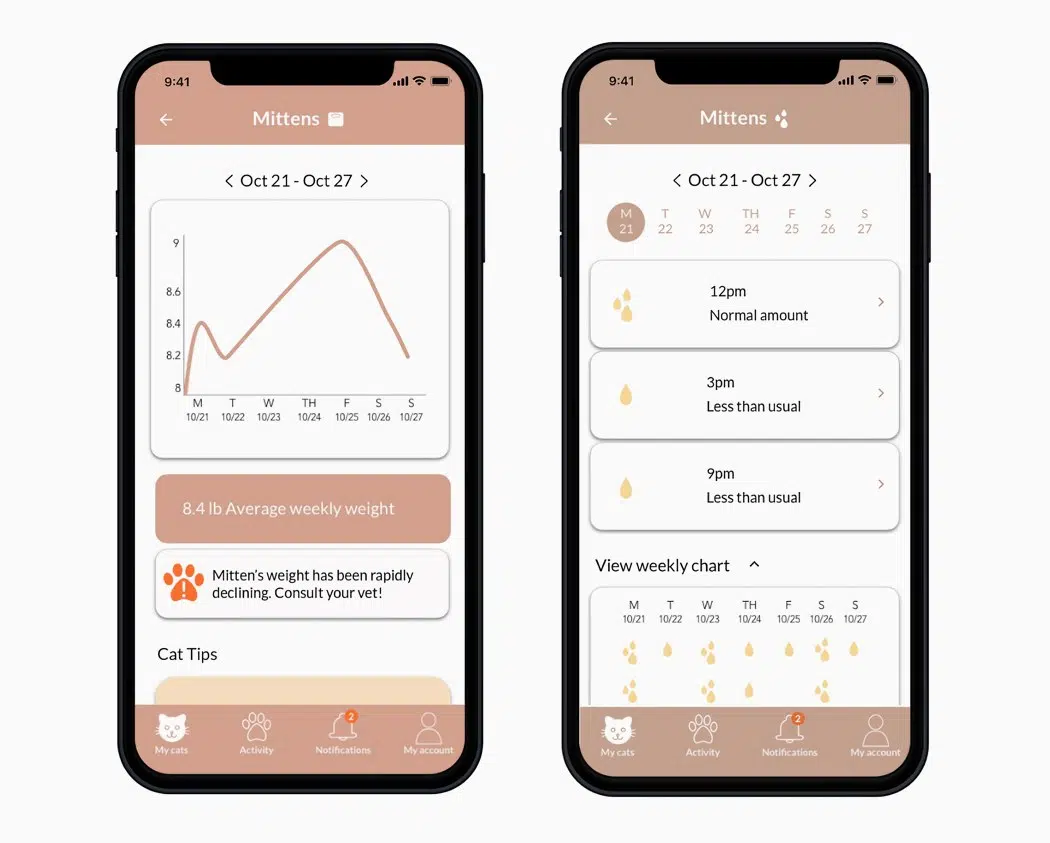 9:41
Mittens
Oct 21 - Oct 27
9
8.6
8.4
8.2
8
M T W TH F S S
10/21 10/22 10/23 10/24 10/25 10/26 10/27
8.4 lb Average weekly weight
Mitten's weight has been rapidly
declining. Consult your vet!
Cat Tips
2
My cats Activity Notifications My account
9:41
Mittens
Oct 21 - Oct 27
M T W TH F S S
21 22 23 24 25 26 27
12pm
Normal amount
3pm
Less than usual
9pm
Less than usual
View weekly chart
M T W TH F S S
10/21 10/22 10/23 10/24 10/25 10/26 10/27
2
My cats Activity Notifications My account